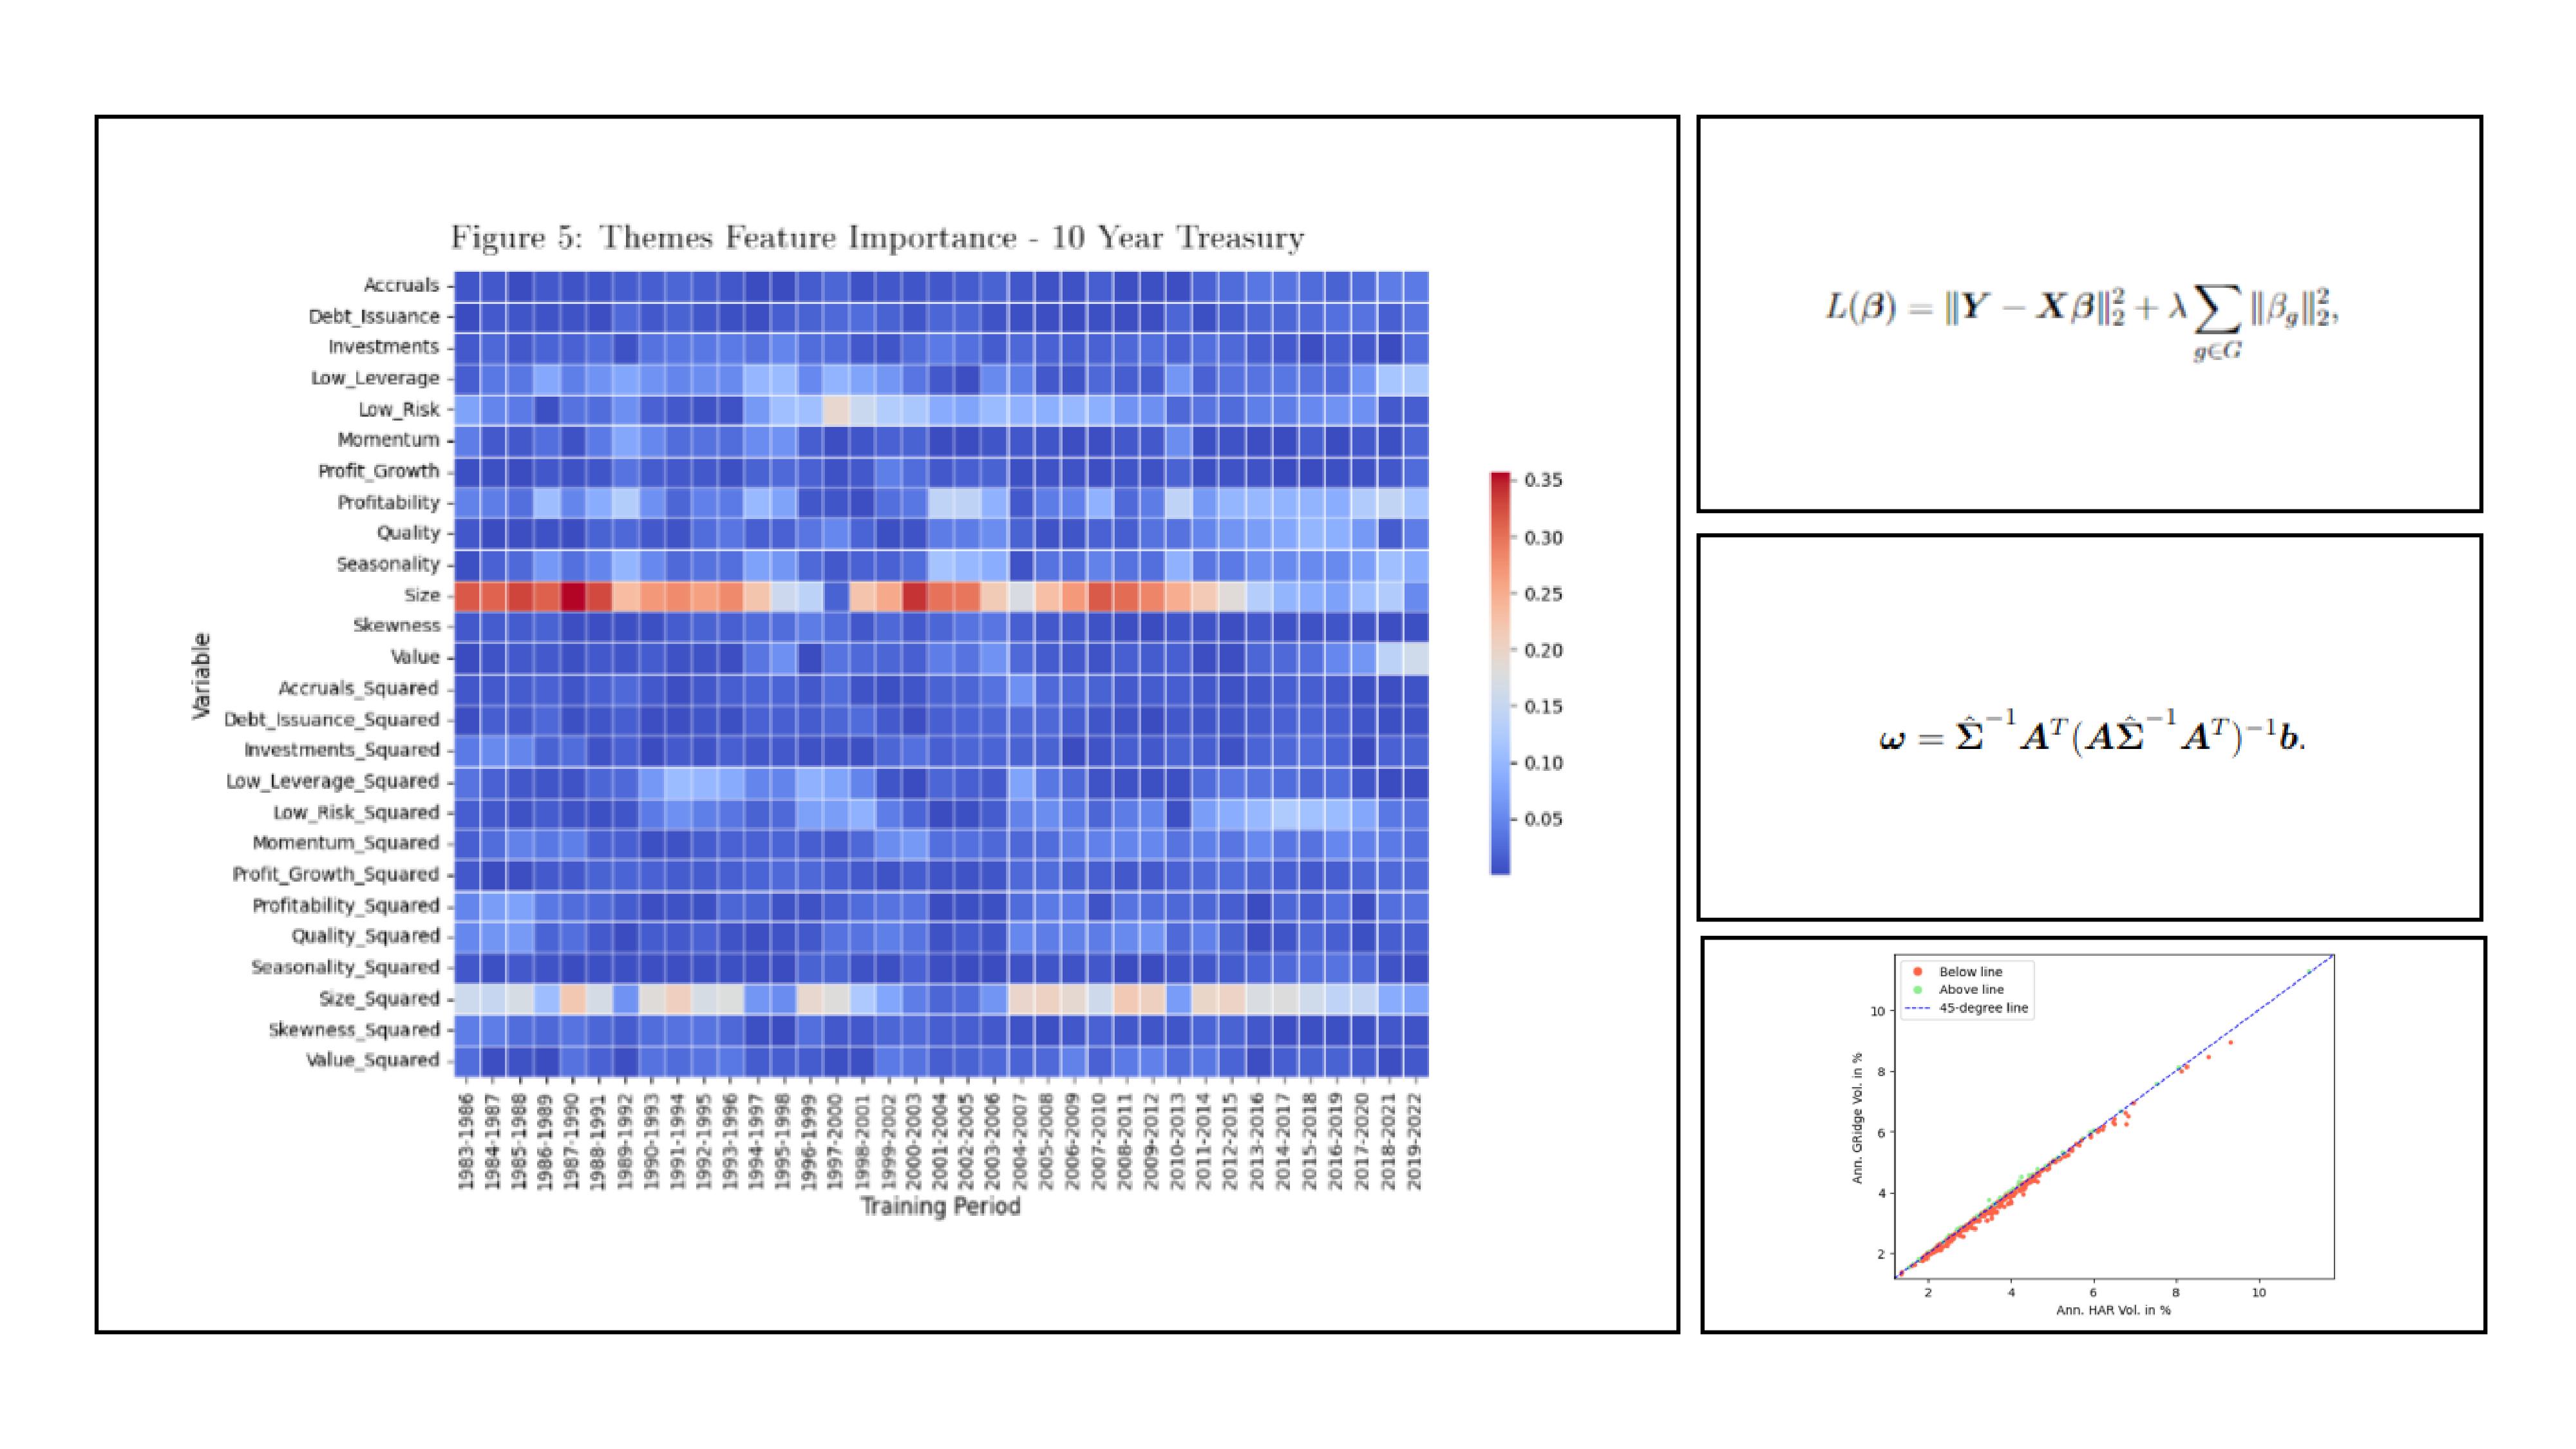 Figure 5: Themes Feature Importance - 10 Year Treasury
Variable
Accruals
Debt_Issuance
Investments
Low_Leverage
Low_Risk
Momentum
Profit_Growth
Profitability
Quality
Seasonality
Size
Skewness
Value
Accruals_Squared
Debt_Issuance_Squared
Investments_Squared
Low_Leverage_Squared
Low_Risk_Squared
Momentum_Squared
Profit_Growth_Squared
Profitability_Squared
Quality_Squared
Seasonality_Squared
Size_Squared
Skewness_Squared
Value_Squared
1983-1986
1984-1987
1985-1988
1986-1989
1987-1990
1988-1991
1989-1992
1990-1993
1991-1994
1992-1995
1993-1996
1994-1997
1995-1998
1996-1999
1997-2000
1998-2001
1999-2002
2000-2003
2001-2004
2002-2005
2003-2006
2004-2007
2005-2008
2006-2009
2007-2010
2008-2011
2009-2012
2010-2013
2011-2014
2012-2015
2013-2016
2014-2017
2015-2018
2016-2019
2017-2020
2018-2021
2019-2022
Training Period
0.35
0.30
0.25
0.20
0.15
0.10
0.05
L(β) = ‖Y − Xβ‖₂² + λ ∑ ‖β_g‖₂²,
g∈G
ω = Σ̂⁻¹Aᵀ(AΣ̂⁻¹Aᵀ)⁻¹b.
Below line
Above line
45-degree line
Ann. GRidge Vol. in %
10
8
6
4
2
2 4 6 8 10
Ann. HAR Vol. in %